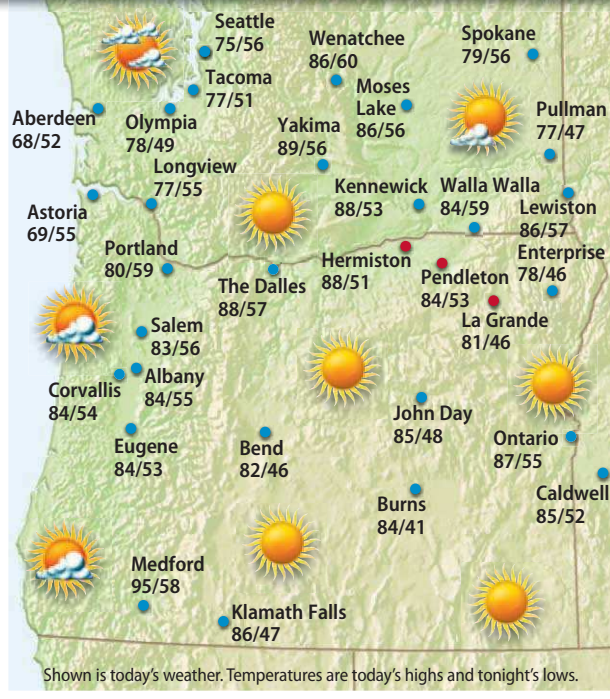 Seattle
75/56
Wenatchee
86/60
Spokane
79/56
Tacoma
77/51
Moses
Lake
86/56
Aberdeen
68/52
Olympia
78/49
Yakima
89/56
Pullman
77/47
Longview
77/55
Kennewick
88/53
Walla Walla
84/59
Lewiston
86/57
Astoria
69/55
Portland
80/59
The Dalles
88/57
Hermiston
88/51
Pendleton
84/53
Enterprise
78/46
La Grande
81/46
Salem
83/56
Albany
84/55
Corvallis
84/54
Eugene
84/53
Bend
82/46
John Day
85/48
Ontario
87/55
Caldwell
85/52
Burns
84/41
Medford
95/58
Klamath Falls
86/47
Shown is today's weather. Temperatures are today's highs and tonight's lows.